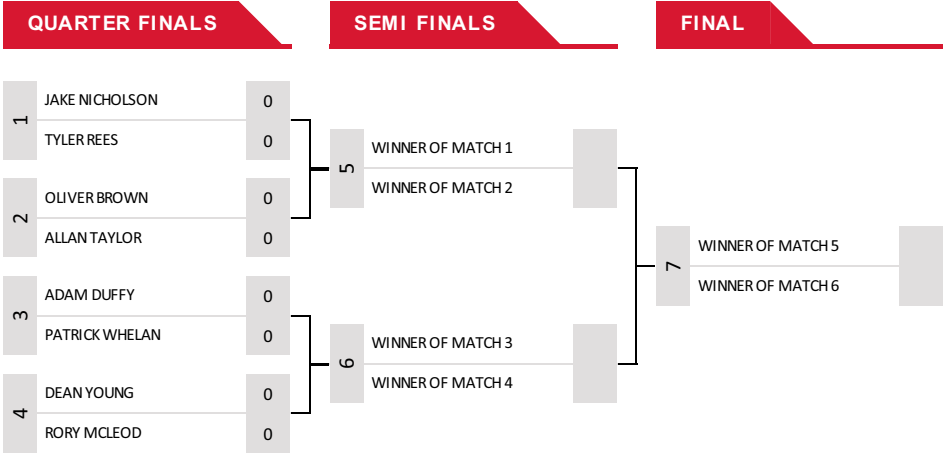 QUARTER FINALS
SEMI FINALS
FINAL
1
JAKE NICHOLSON 0
TYLER REES 0
2
OLIVER BROWN 0
ALLAN TAYLOR 0
3
ADAM DUFFY 0
PATRICK WHELAN 0
4
DEAN YOUNG 0
RORY MCLEOD 0
5
WINNER OF MATCH 1
WINNER OF MATCH 2
6
WINNER OF MATCH 3
WINNER OF MATCH 4
7
WINNER OF MATCH 5
WINNER OF MATCH 6